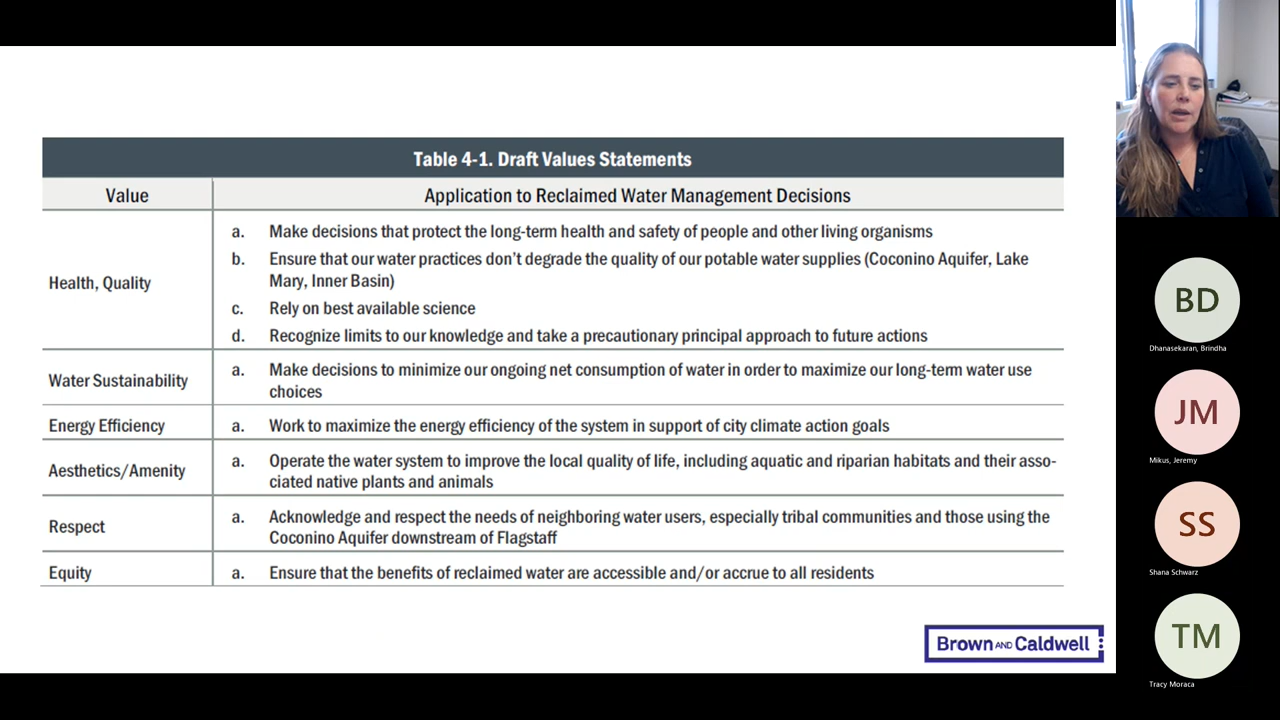 Table 4-1. Draft Values Statements
Value Application to Reclaimed Water Management Decisions
Health, Quality
a. Make decisions that protect the long-term health and safety of people and other living organisms
b. Ensure that our water practices don't degrade the quality of our potable water supplies (Coconino Aquifer, Lake
Mary, Inner Basin)
c. Rely on best available science
d. Recognize limits to our knowledge and take a precautionary principal approach to future actions
Water Sustainability
a. Make decisions to minimize our ongoing net consumption of water in order to maximize our long-term water use
choices
Energy Efficiency
a. Work to maximize the energy efficiency of the system in support of city climate action goals
Aesthetics/Amenity
a. Operate the water system to improve the local quality of life, including aquatic and riparian habitats and their asso-
ciated native plants and animals
Respect
a. Acknowledge and respect the needs of neighboring water users, especially tribal communities and those using the
Coconino Aquifer downstream of Flagstaff
Equity
a. Ensure that the benefits of reclaimed water are accessible and/or accrue to all residents
Brown AND Caldwell
BD
Dhanasekaran, Brindha
JM
Mikus, Jeremy
SS
Shana Schwarz
TM
Tracy Moraca